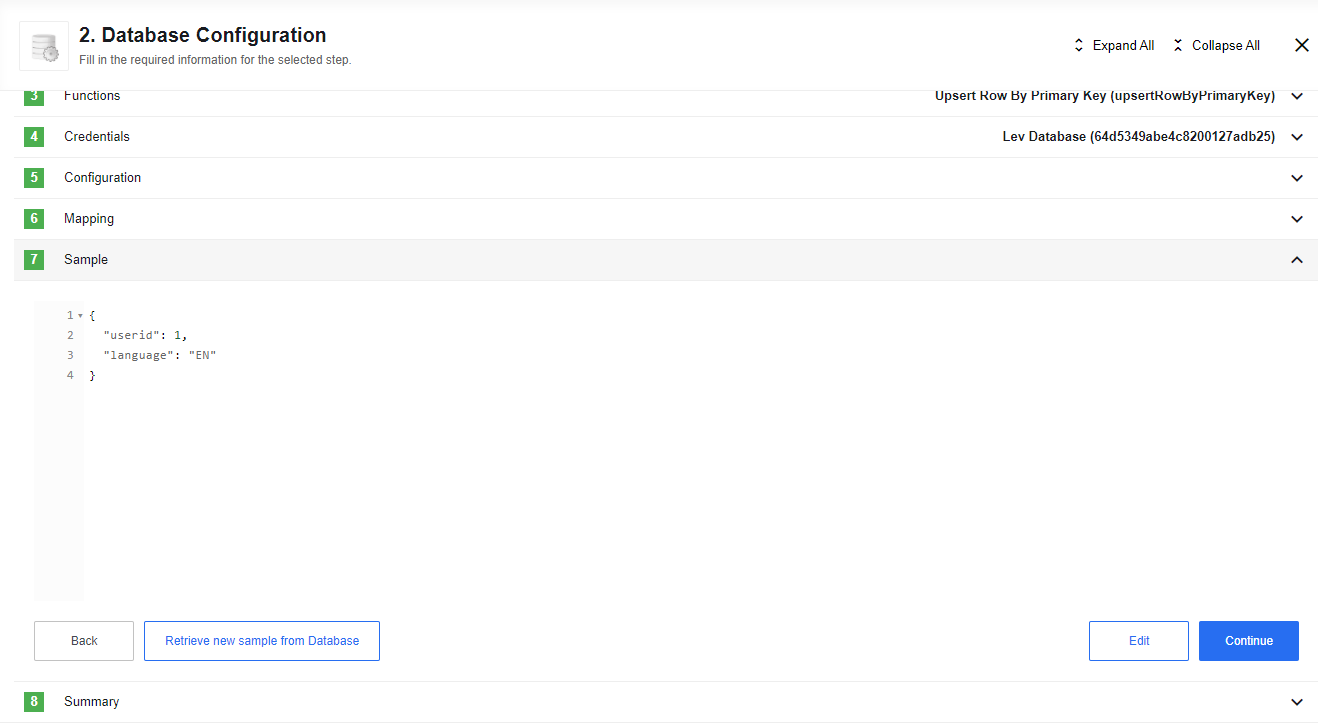 2. Database Configuration
Fill in the required information for the selected step.
Expand All
Collapse All
3 Functions Upsert Row By Primary Key (upsertRowByPrimaryKey)
4 Credentials Lev Database (64d5349abe4c8200127adb25)
5 Configuration
6 Mapping
7 Sample
1 {
2 "userid": 1,
3 "language": "EN"
4 }
Back
Retrieve new sample from Database
Edit
Continue
8 Summary